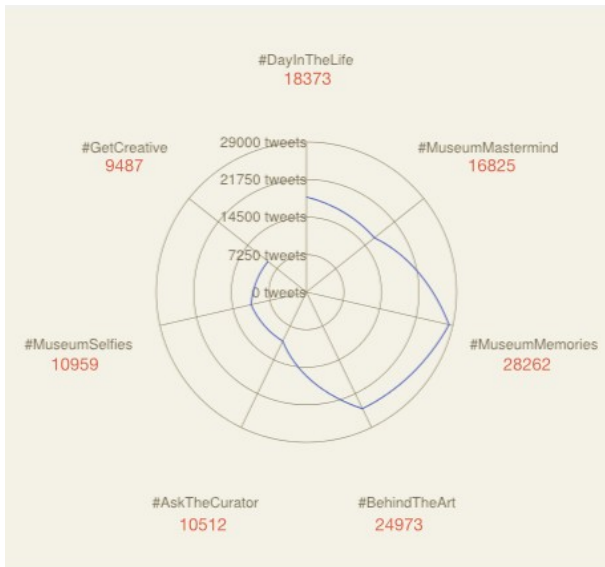 #DayInTheLife
18373
#GetCreative
9487
29000 tweets
#MuseumMastermind
16825
21750 tweets
14500 tweets
7250 tweets
0 tweets
#MuseumSelfies
10959
#MuseumMemories
28262
#AskTheCurator
10512
#BehindTheArt
24973